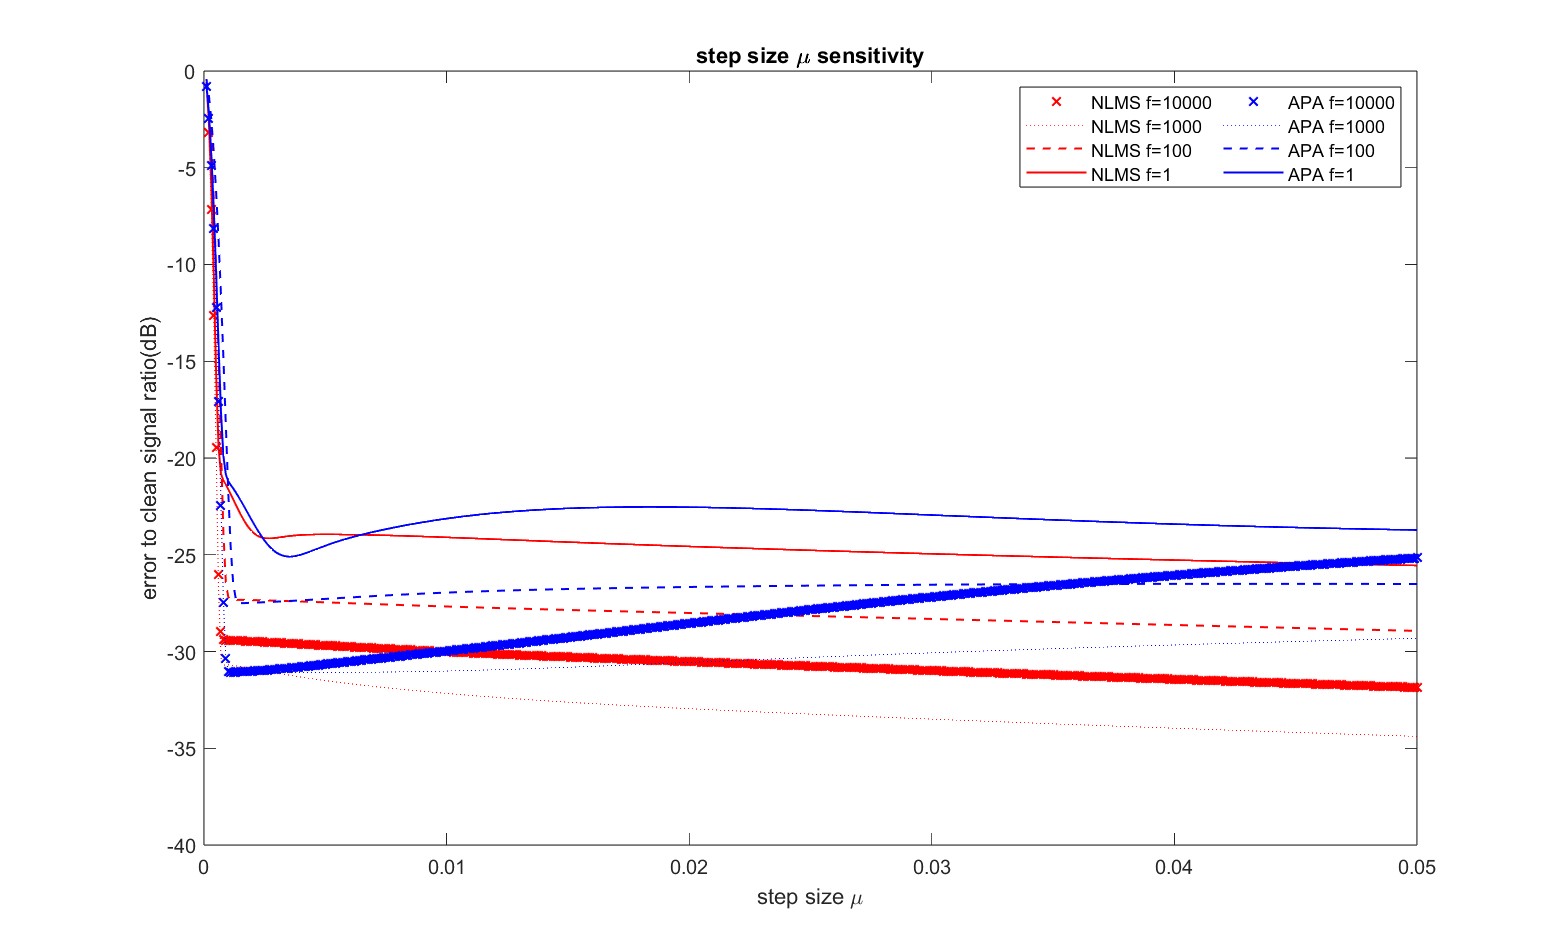 step size μ sensitivity
NLMS f=10000 APA f=10000
NLMS f=1000 APA f=1000
NLMS f=100 APA f=100
NLMS f=1 APA f=1
error to clean signal ratio(dB)
0
-5
-10
-15
-20
-25
-30
-35
-40
0 0.01 0.02 0.03 0.04 0.05
step size μ